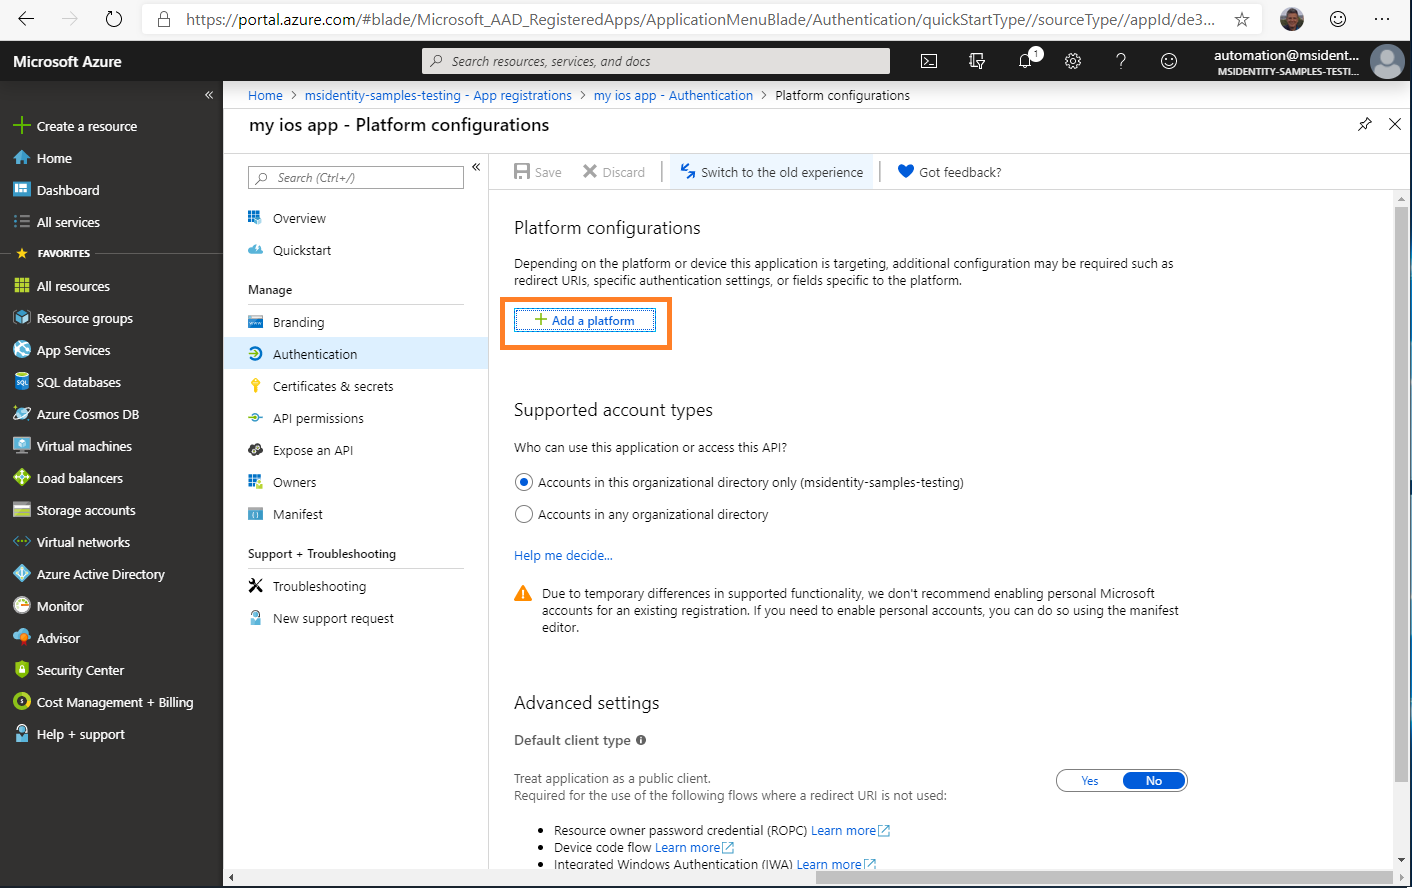 https://portal.azure.com/#blade/Microsoft_AAD_RegisteredApps/ApplicationMenuBlade/Authentication/quickStartType//sourceType//appId/de3...
Microsoft Azure
Search resources, services, and docs
1
automation@msident...
MSIDENTITY-SAMPLES-TESTI...
Home > msidentity-samples-testing - App registrations > my ios app - Authentication > Platform configurations
my ios app - Platform configurations
Create a resource
Home
Dashboard
All services
FAVORITES
All resources
Resource groups
App Services
SQL databases
Azure Cosmos DB
Virtual machines
Load balancers
Storage accounts
Virtual networks
Azure Active Directory
Monitor
Advisor
Security Center
Cost Management + Billing
Help + support
Search (Ctrl+/)
Overview
Quickstart
Manage
Branding
Authentication
Certificates & secrets
API permissions
Expose an API
Owners
Manifest
Support + Troubleshooting
Troubleshooting
New support request
Save
Discard
Switch to the old experience
Got feedback?
Platform configurations
Depending on the platform or device this application is targeting, additional configuration may be required such as
redirect URIs, specific authentication settings, or fields specific to the platform.
Add a platform
Supported account types
Who can use this application or access this API?
Accounts in this organizational directory only (msidentity-samples-testing)
Accounts in any organizational directory
Help me decide...
Due to temporary differences in supported functionality, we don't recommend enabling personal Microsoft
accounts for an existing registration. If you need to enable personal accounts, you can do so using the manifest
editor.
Advanced settings
Default client type
Treat application as a public client.
Required for the use of the following flows where a redirect URI is not used:
Yes
No
Resource owner password credential (ROPC) Learn more
Device code flow Learn more
Integrated Windows Authentication (IWA) Learn more